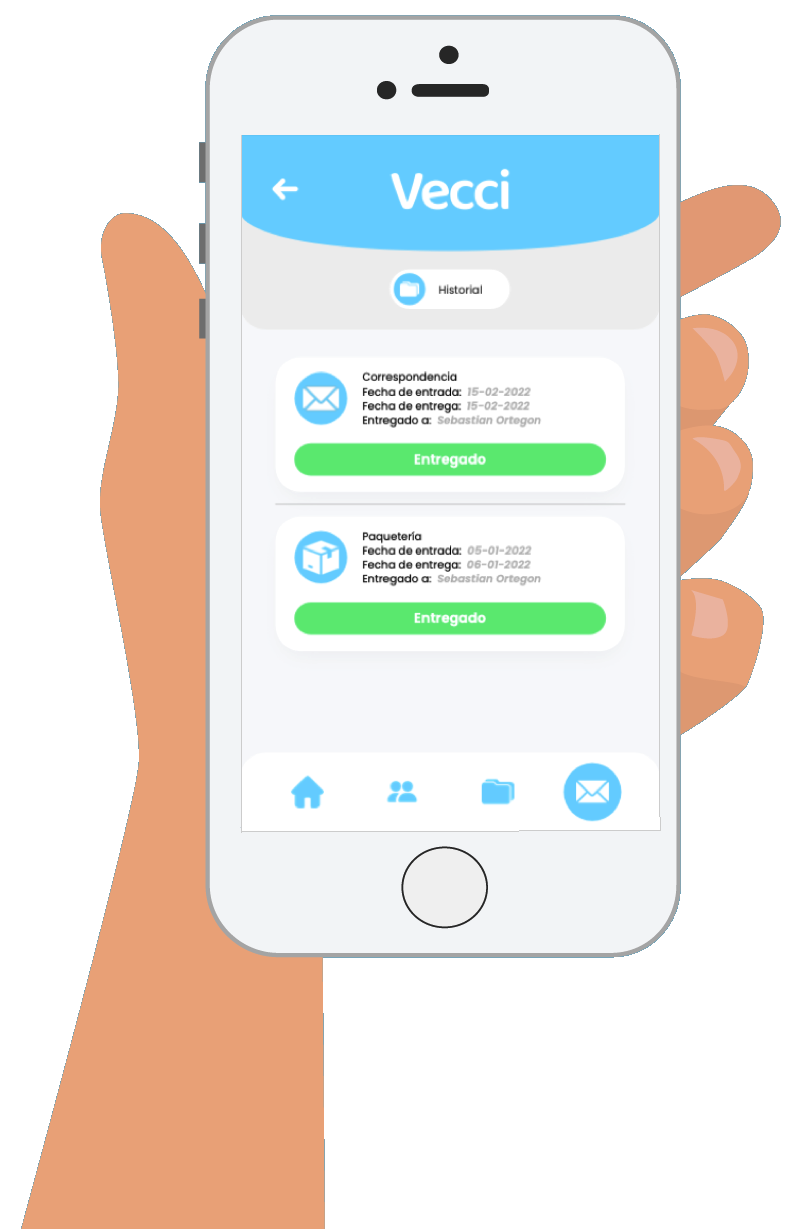 Vecci
Historial
Correspondencia
Fecha de entrada: 15-02-2022
Fecha de entrega: 15-02-2022
Entregado a: Sebastian Ortegon
Entregado
Paquetería
Fecha de entrada: 05-01-2022
Fecha de entrega: 06-01-2022
Entregado a: Sebastian Ortegon
Entregado